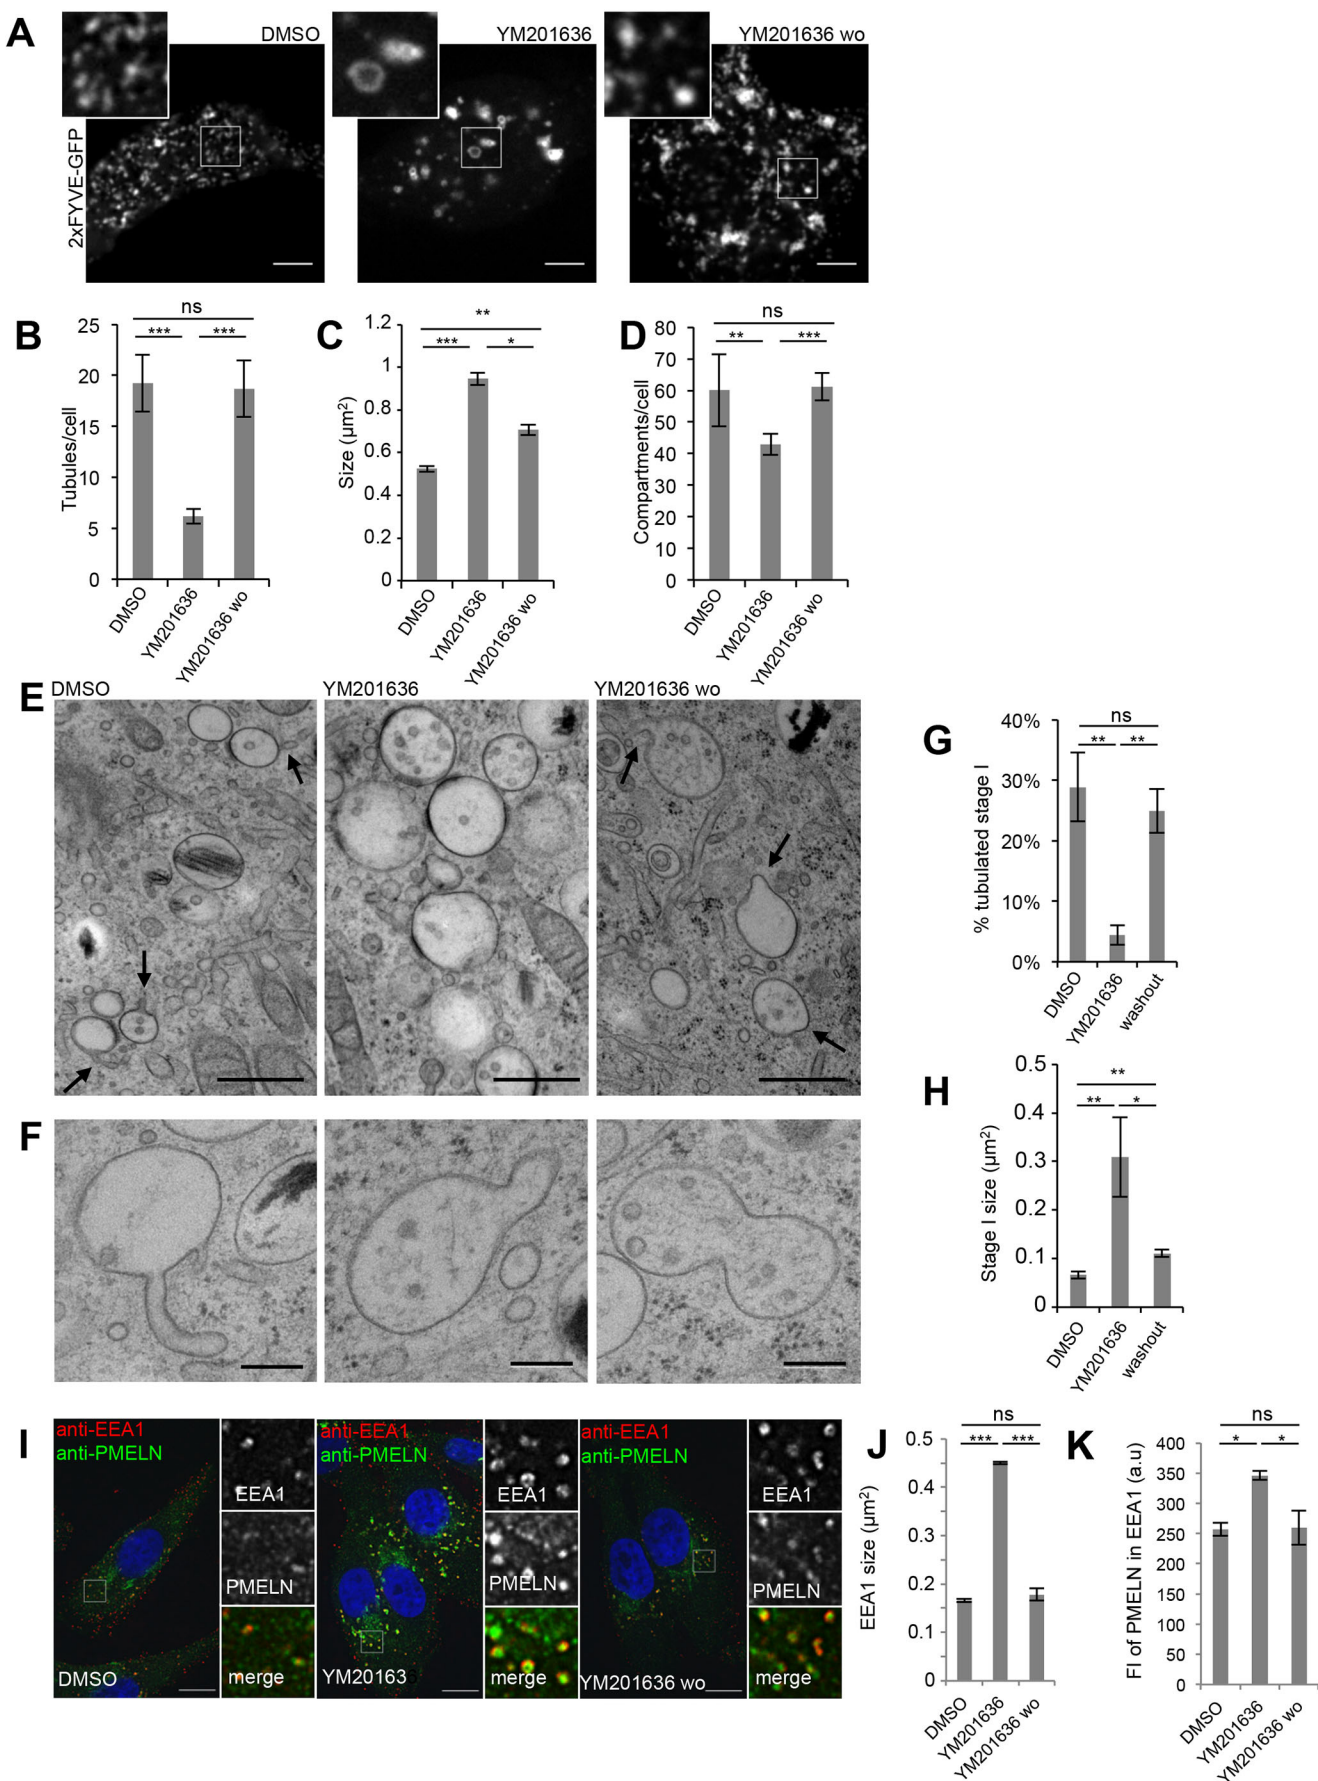 A
DMSO
YM201636
YM201636 wo
2xFYVE-GFP
B
Tubules/cell
25
20
15
10
5
0
ns
***
***
DMSO
YM201636
YM201636 wo
C
Size (µm²)
1.2
1
0.8
0.6
0.4
0.2
0
**
***
*
DMSO
YM201636
YM201636 wo
D
Compartments/cell
80
70
60
50
40
30
20
10
0
ns
**
***
DMSO
YM201636
YM201636 wo
E
DMSO
YM201636
YM201636 wo
F
G
% tubulated stage I
40%
30%
20%
10%
0%
ns
**
**
DMSO
YM201636
washout
H
Stage I size (µm²)
0.5
0.4
0.3
0.2
0.1
0
**
**
*
DMSO
YM201636
washout
I
anti-EEA1
anti-PMELN
DMSO
EEA1
PMELN
merge
anti-EEA1
anti-PMELN
YM201636
EEA1
PMELN
merge
anti-EEA1
anti-PMELN
YM201636 wo
EEA1
PMELN
merge
J
EEA1 size (µm²)
0.5
0.4
0.3
0.2
0.1
0
ns
***
***
DMSO
YM201636
YM201636 wo
K
FI of PMELN in EEA1 (a.u)
400
350
300
250
200
150
100
50
0
ns
*
*
DMSO
YM201636
YM201636 wo